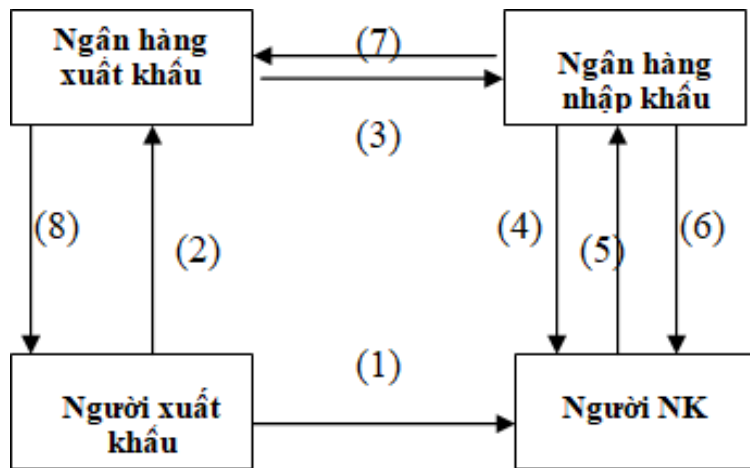 Ngân hàng
xuất khẩu
(7)
Ngân hàng
nhập khẩu
(3)
(8)
(2)
(4)
(5)
(6)
(1)
Người xuất
khẩu
Người NK